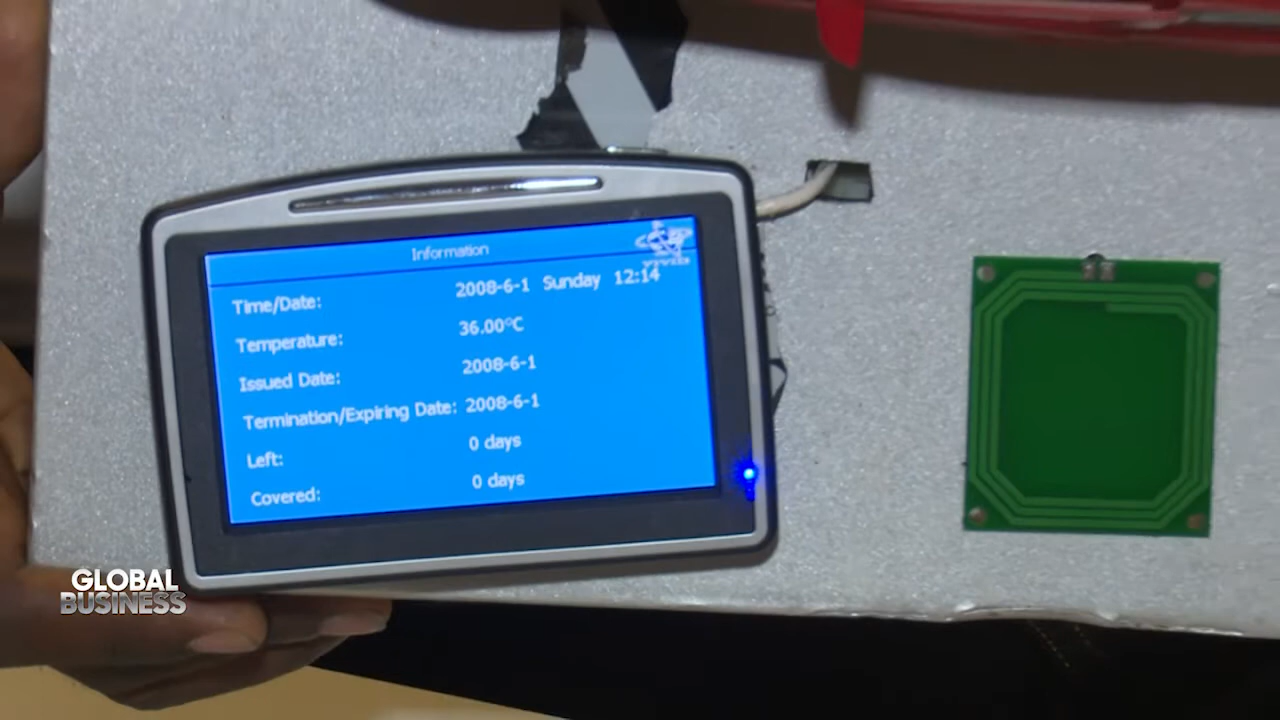 Information
VIVID
Time/Date: 2008-6-1 Sunday 12:14
Temperature: 36.00°C
Issued Date: 2008-6-1
Termination/Expiring Date: 2008-6-1
Left: 0 days
Covered: 0 days
GLOBAL
BUSINESS